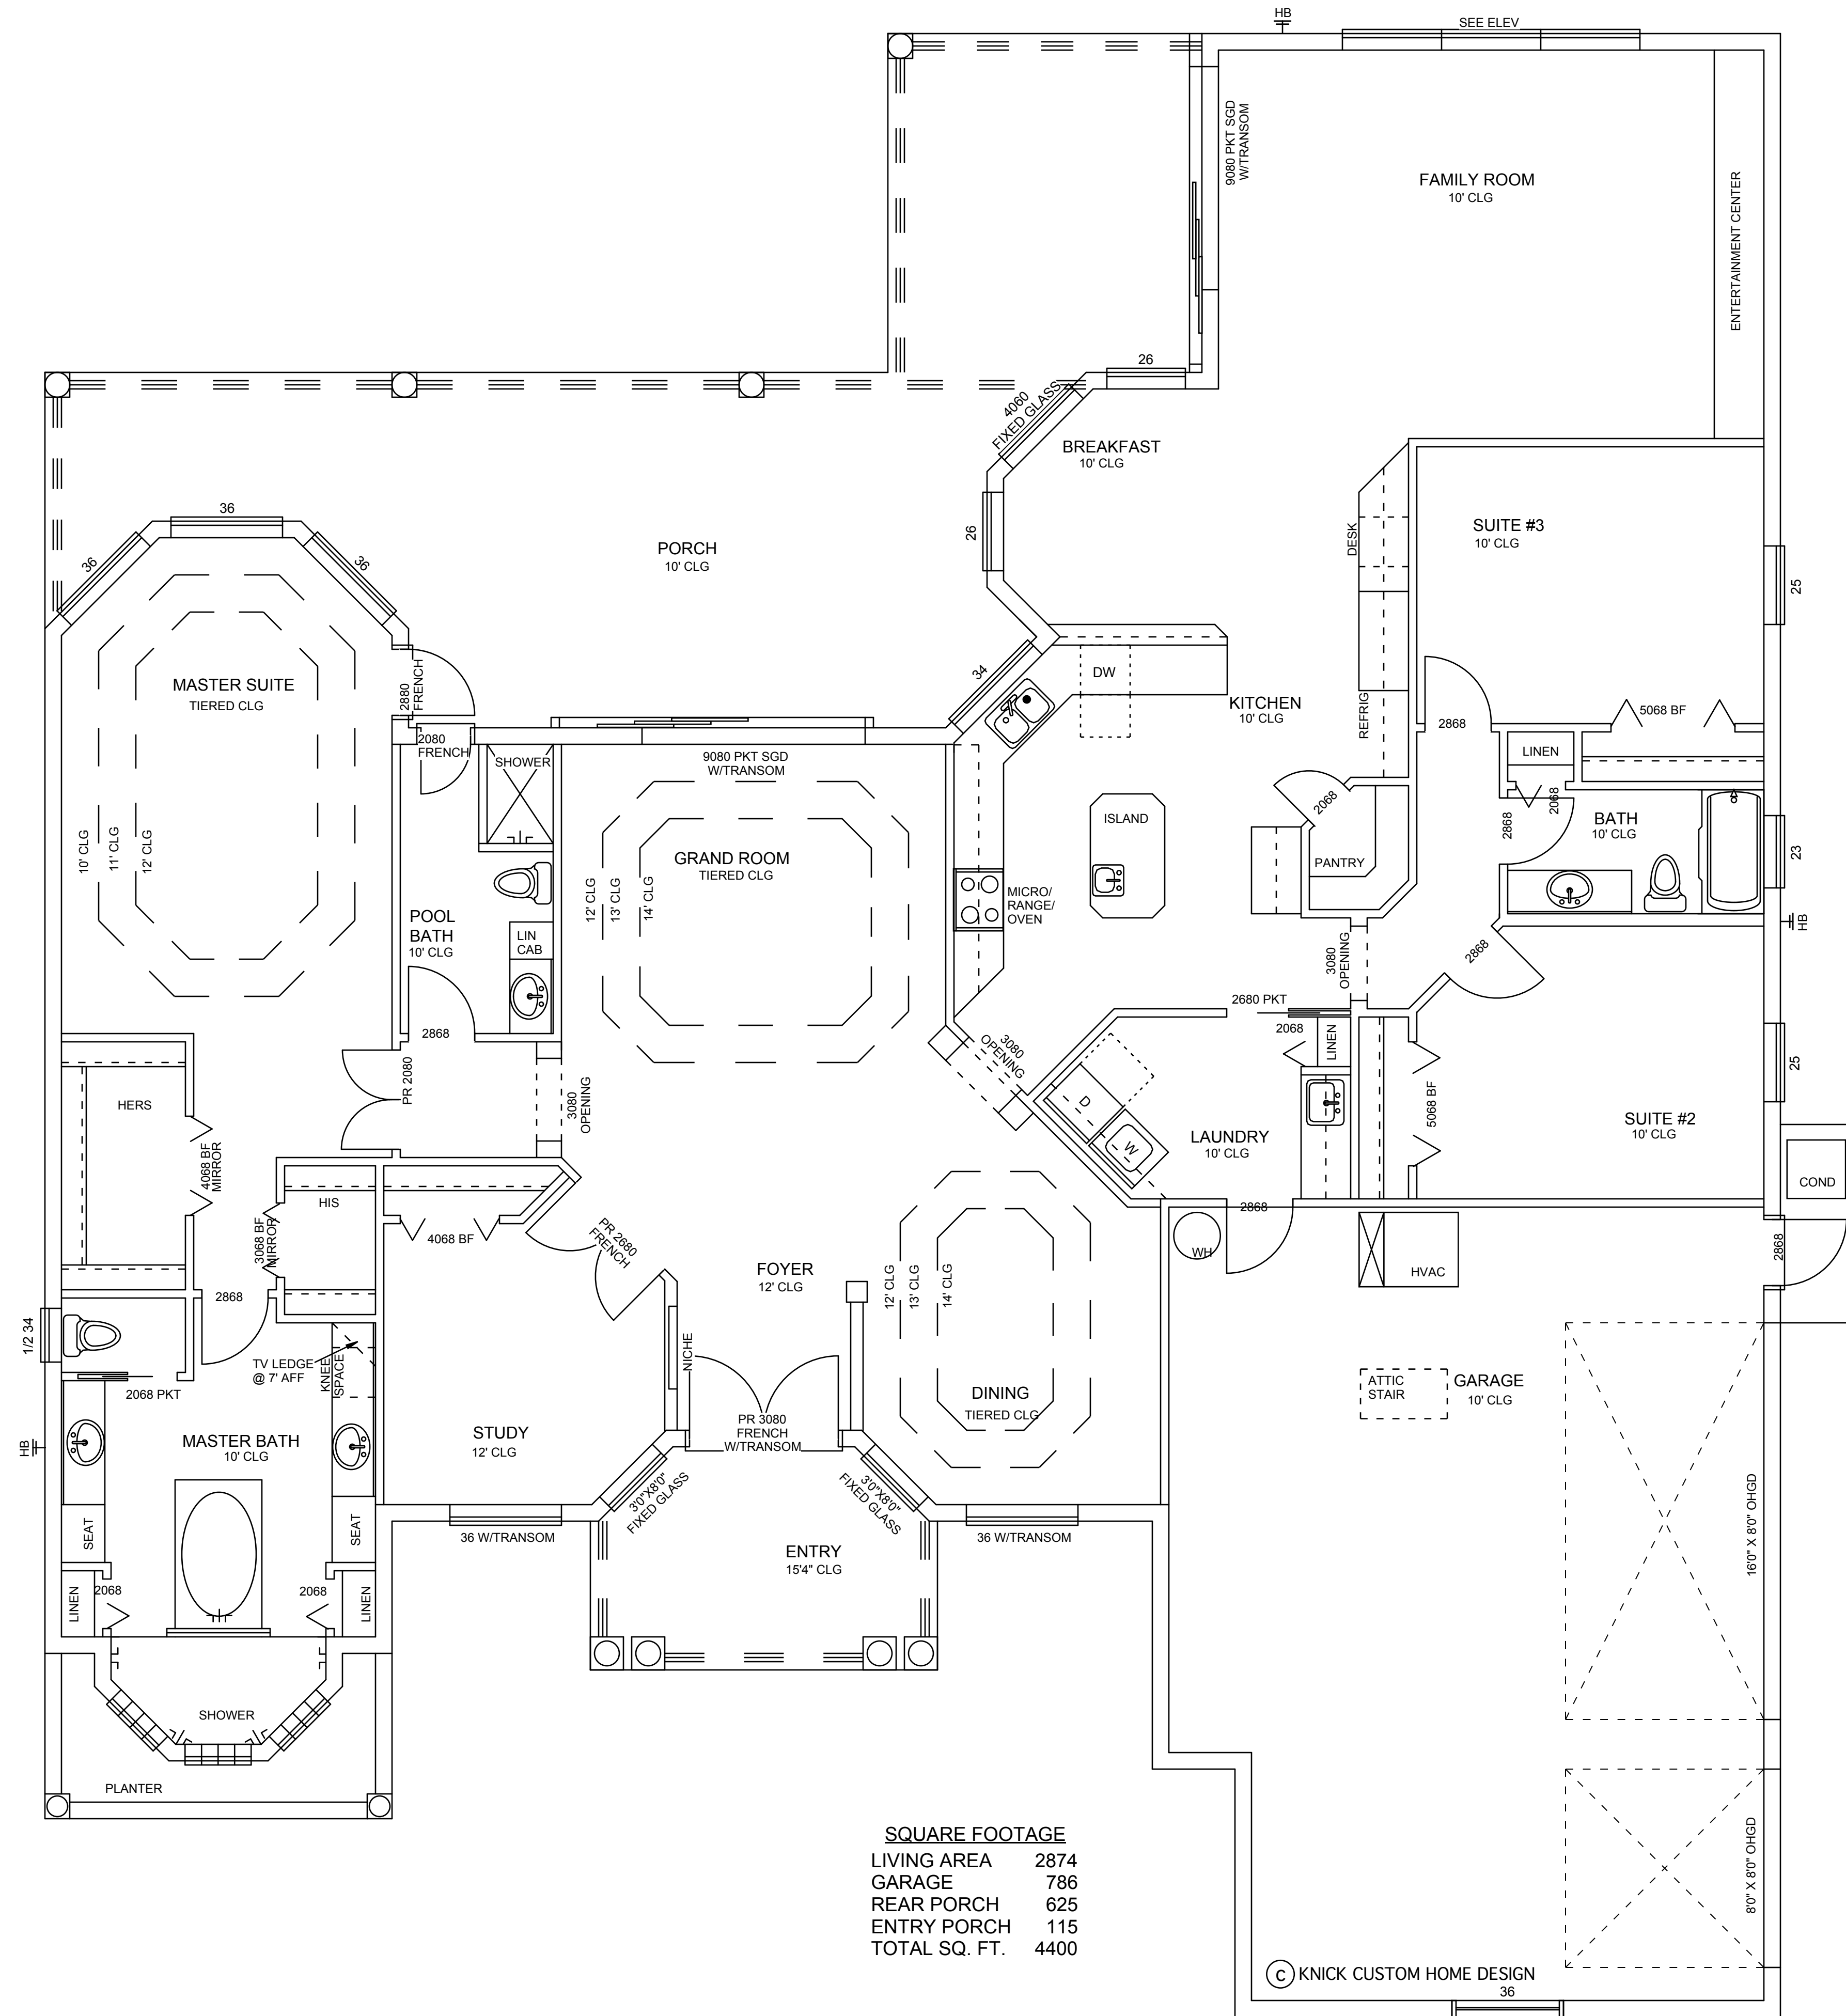 HB
SEE ELEV
9080 PKT SGD
W/TRANSOM
FAMILY ROOM
10' CLG
ENTERTAINMENT CENTER
26
4060
FIXED GLASS
BREAKFAST
10' CLG
26
SUITE #3
10' CLG
DESK
25
36
36
36
PORCH
10' CLG
MASTER SUITE
TIERED CLG
2880
FRENCH
34
DW
KITCHEN
10' CLG
REFRIG
2868
5068 BF
2080
FRENCH
SHOWER
9080 PKT SGD
W/TRANSOM
LINEN
2068
2068
ISLAND
2868
BATH
10' CLG
23
10' CLG
11' CLG
12' CLG
GRAND ROOM
TIERED CLG
12' CLG
13' CLG
14' CLG
MICRO/
RANGE/
OVEN
PANTRY
POOL
BATH
10' CLG
LIN
CAB
HB
3080
OPENING
2868
2680 PKT
2868
3080
OPENING
2068
LINEN
25
PR 2080
3080
OPENING
HERS
D
W
LAUNDRY
10' CLG
5068 BF
SUITE #2
10' CLG
4068 BF
MIRROR
HIS
COND
3068 BF
MIRROR
4068 BF
PR 2680
FRENCH
2868
WH
HVAC
2868
FOYER
12' CLG
12' CLG
13' CLG
14' CLG
2868
1/2 34
TV LEDGE
@ 7' AFF
KNEE
SPACE
NICHE
2068 PKT
ATTIC
STAIR
GARAGE
10' CLG
DINING
TIERED CLG
HB
MASTER BATH
10' CLG
STUDY
12' CLG
PR 3080
FRENCH
W/TRANSOM
3'0"X8'0"
FIXED GLASS
3'0"X8'0"
FIXED GLASS
16'0" X 8'0" OHGD
SEAT
SEAT
36 W/TRANSOM
36 W/TRANSOM
ENTRY
15'4" CLG
LINEN
2068
2068
LINEN
SHOWER
PLANTER
SQUARE FOOTAGE
LIVING AREA 2874
GARAGE 786
REAR PORCH 625
ENTRY PORCH 115
TOTAL SQ. FT. 4400
8'0" X 8'0" OHGD
C KNICK CUSTOM HOME DESIGN
36